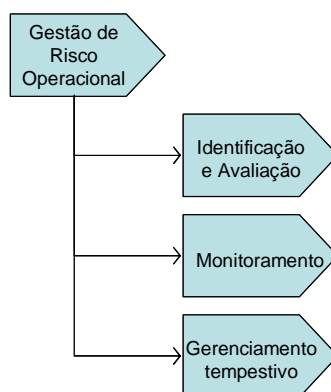 Gestão de
Risco
Operacional
Identificação
e Avaliação
Monitoramento
Gerenciamento
tempestivo